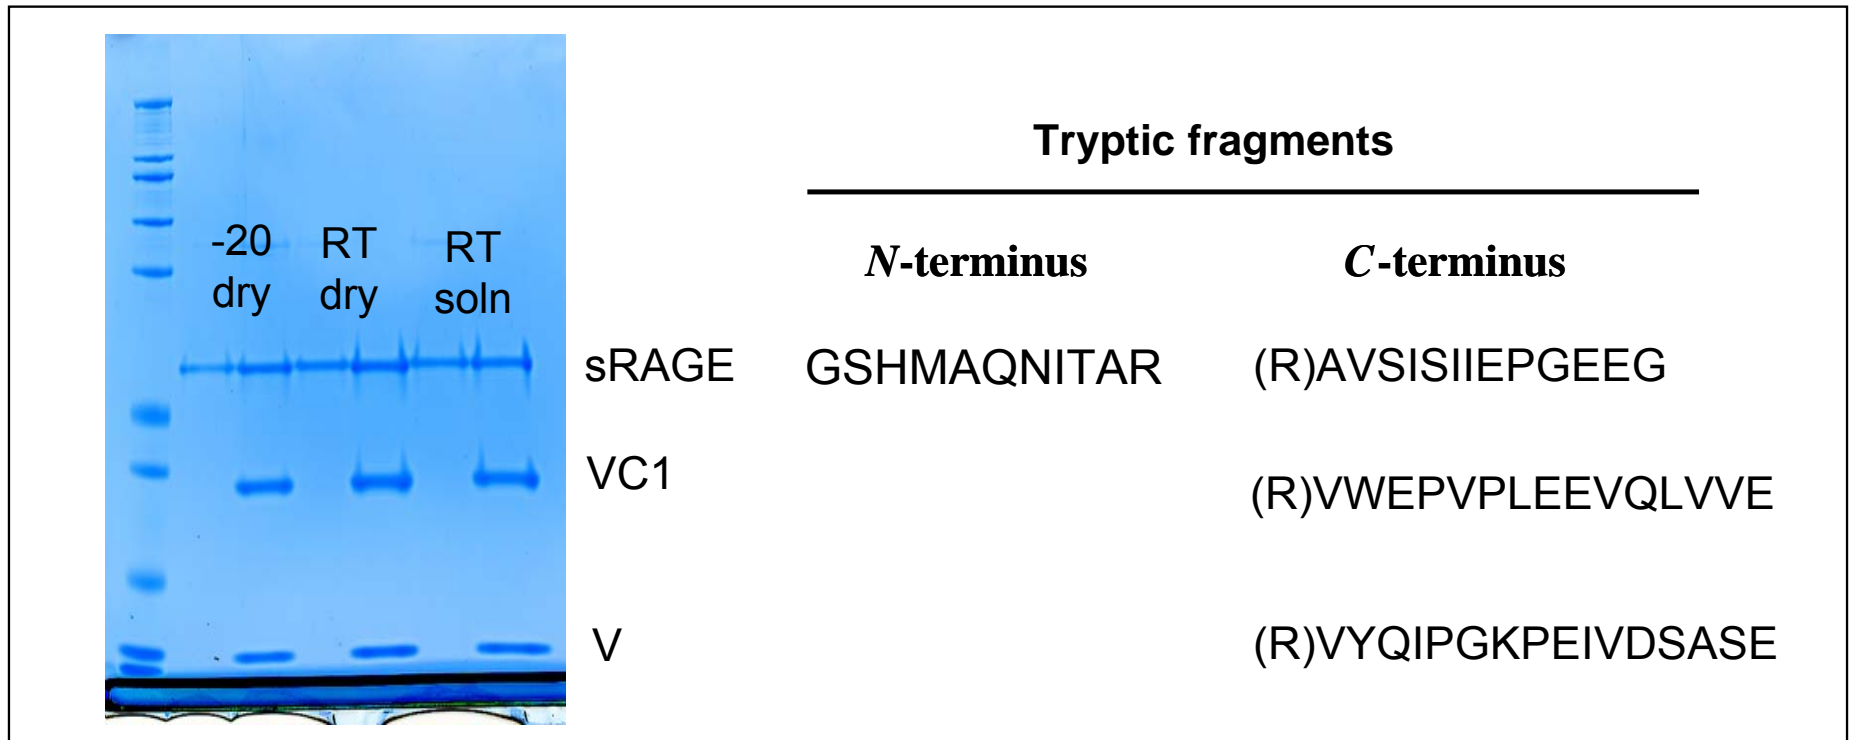 Tryptic fragments
N-terminus C-terminus
-20 RT RT
dry dry soln
sRAGE GSHMAQNITAR (R)AVSISIIEPGEEG
VC1 (R)VWEPVPLEEVQLVVE
V (R)VYQIPGKPEIVDSASE